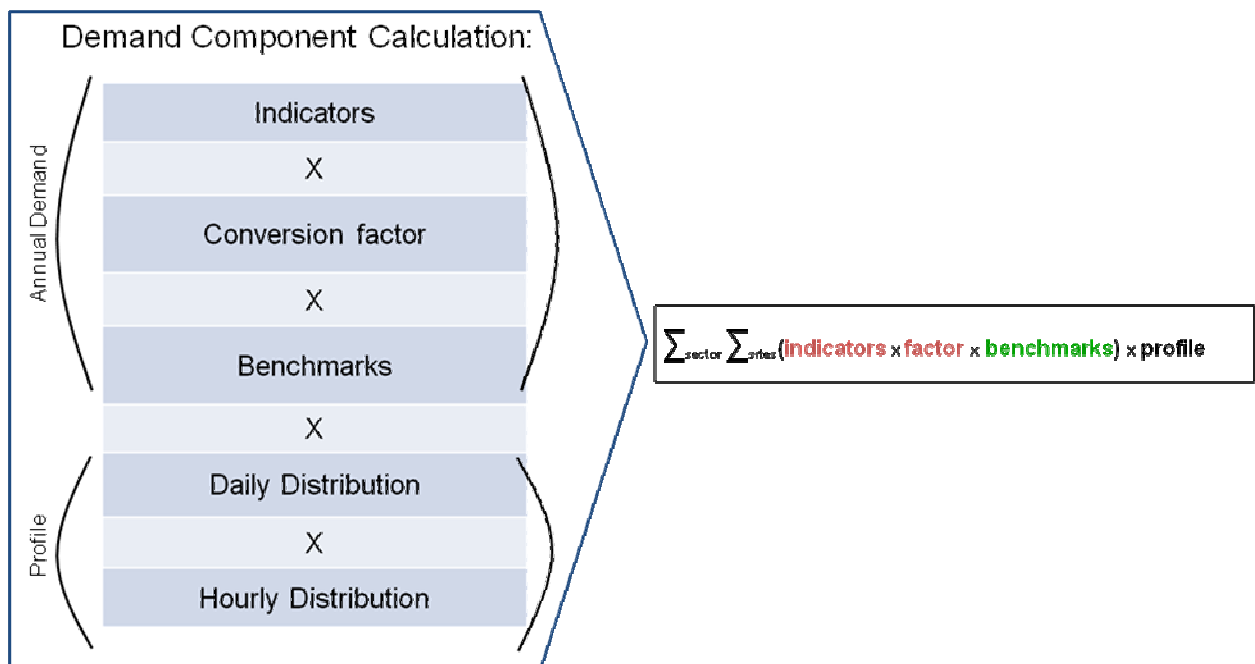 Demand Component Calculation:
Annual Demand
Indicators
X
Conversion factor
X
Benchmarks
X
Profile
Daily Distribution
X
Hourly Distribution
∑sector ∑(indicators x factor x benchmarks) x profile